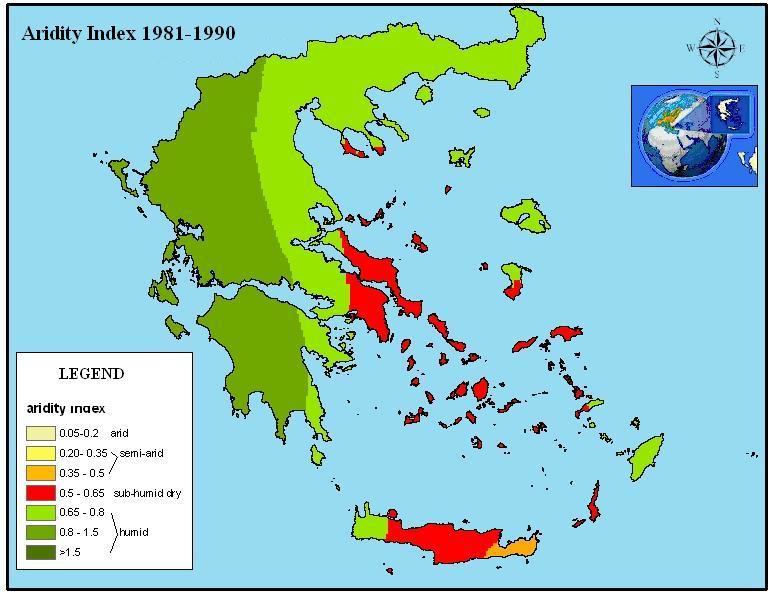 Aridity Index 1981-1990
N
W E
S
LEGEND
aridity index
0.05-0.2 arid
0.20- 0.35
semi-arid
0.35 - 0.5
0.5 - 0.65 sub-humid dry
0.65 - 0.8
0.8 - 1.5 humid
>1.5